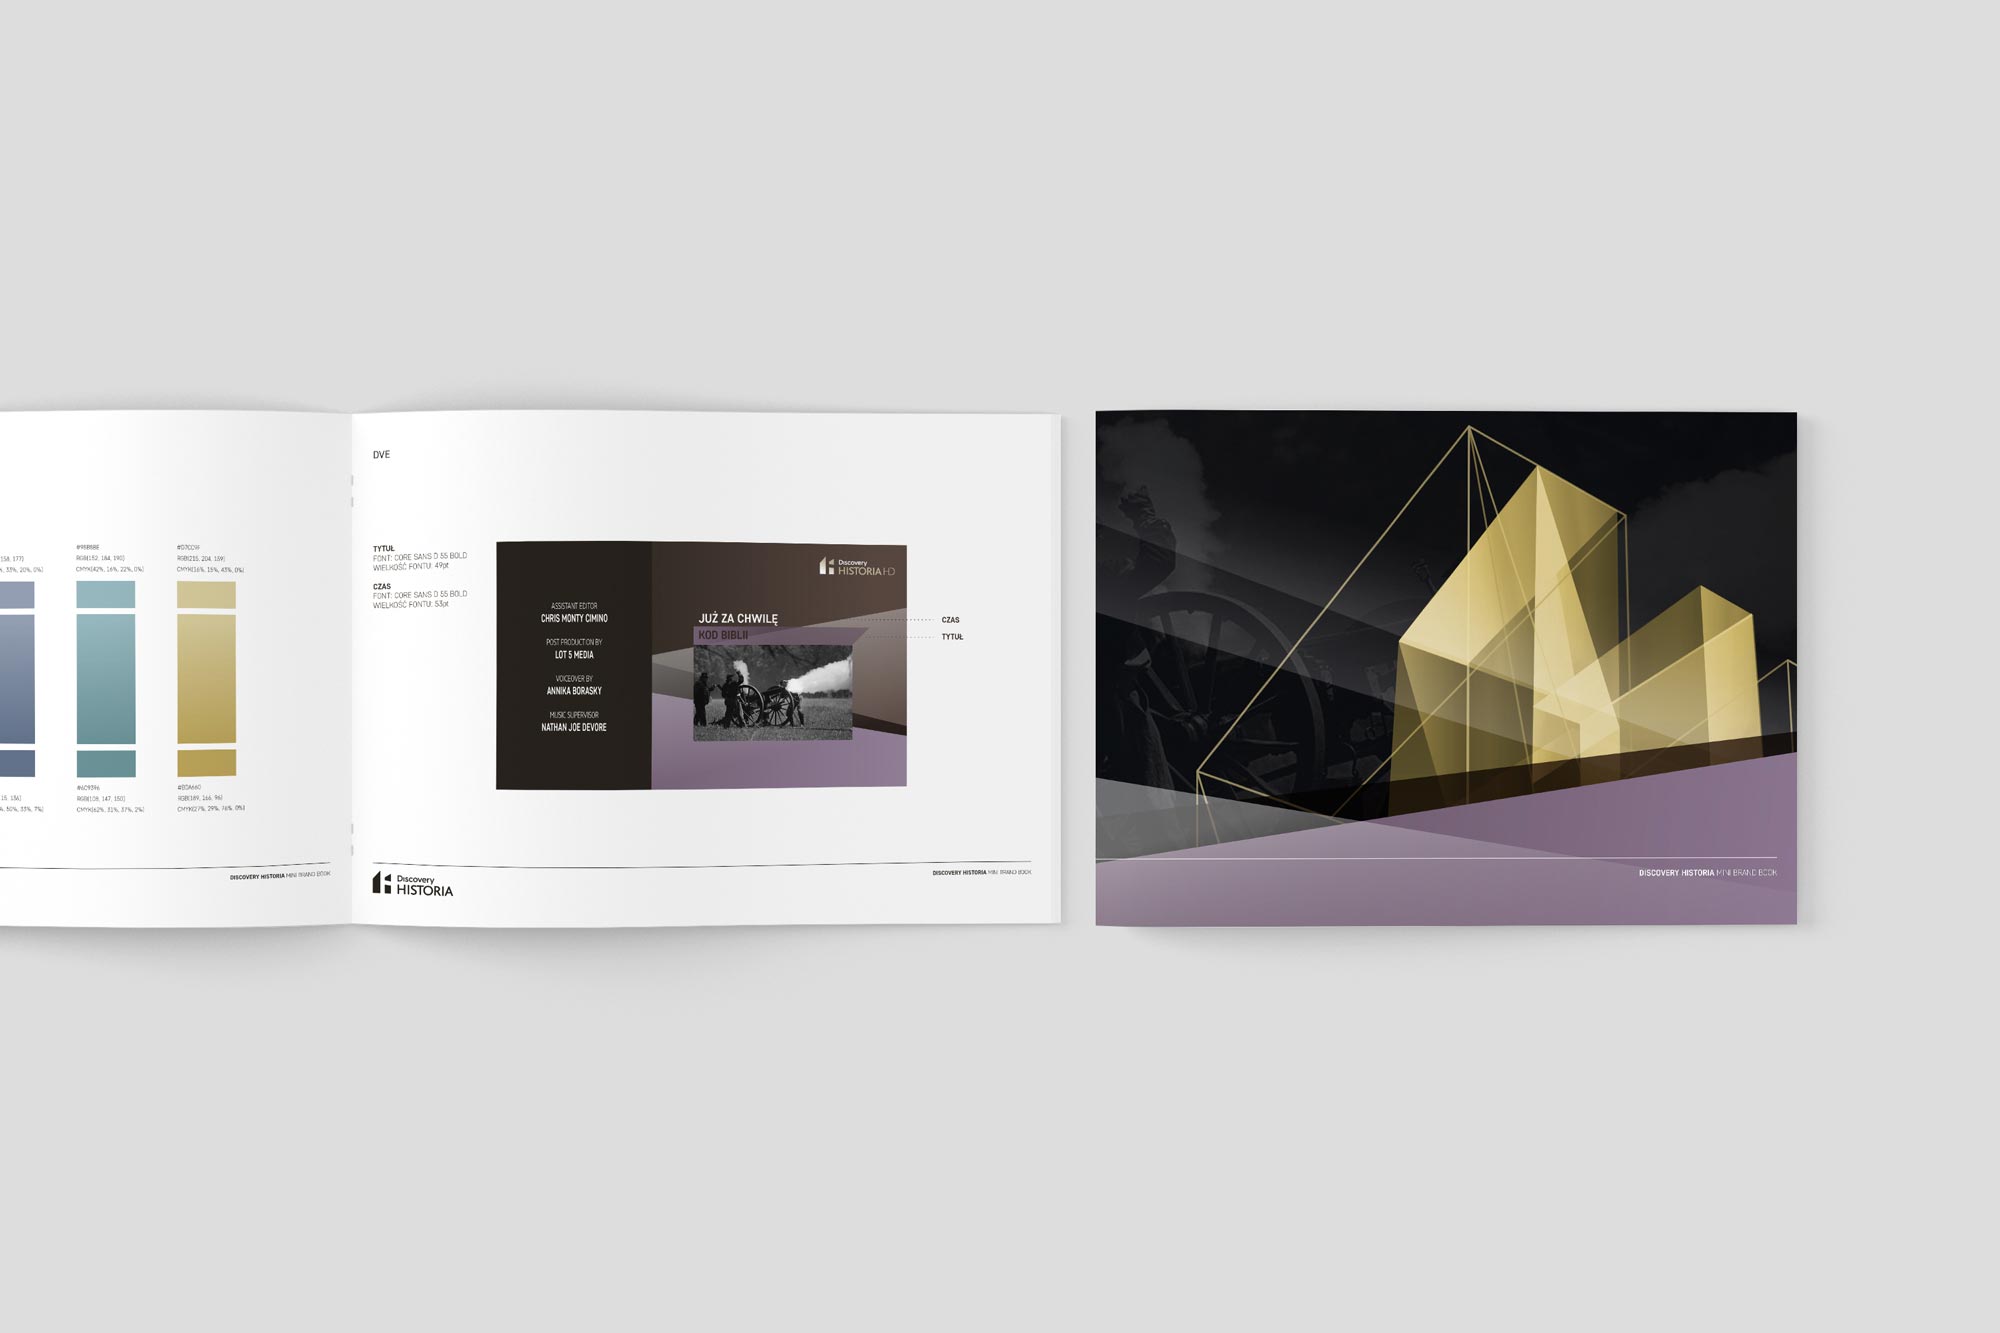 #98B8BE
#D7CC9F
158, 177)
RGB(152, 184, 190)
RGB(215, 204, 159)
33%, 20%, 0%)
CMYK(42%, 16%, 22%, 0%)
CMYK(16%, 15%, 43%, 0%)
#6C9396
#BDA660
15, 136)
RGB(108, 147, 150)
RGB(189, 166, 96)
50%, 33%, 7%)
CMYK(62%, 31%, 37%, 2%)
CMYK(27%, 29%, 76%, 0%)
DISCOVERY HISTORIA MINI BRAND BOOK
DVE
TYTUŁ
FONT: CORE SANS D 55 BOLD
WIELKOŚĆ FONTU: 49pt
CZAS
FONT: CORE SANS D 55 BOLD
WIELKOŚĆ FONTU: 53pt
ASSISTANT EDITOR
CHRIS MONTY CIMINO
POST PRODUCTION BY
LOT 5 MEDIA
VOICEOVER BY
ANNIKA BORASKY
MUSIC SUPERVISOR
NATHAN JOE DEVORE
Discovery
HISTORIA HD
JUŻ ZA CHWILĘ
KOD BIBLII
CZAS
TYTUŁ
Discovery
HISTORIA
DISCOVERY HISTORIA MINI BRAND BOOK
DISCOVERY HISTORIA MINI BRAND BOOK